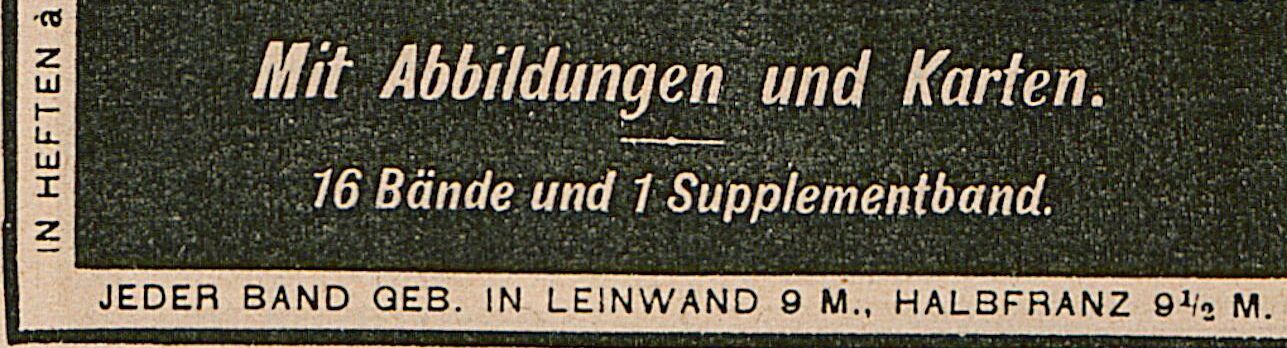 IN HEFTEN à
Mit Abbildungen und Karten.
16 Bände und 1 Supplementband.
JEDER BAND GEB. IN LEINWAND 9 M., HALBFRANZ 9½ M.